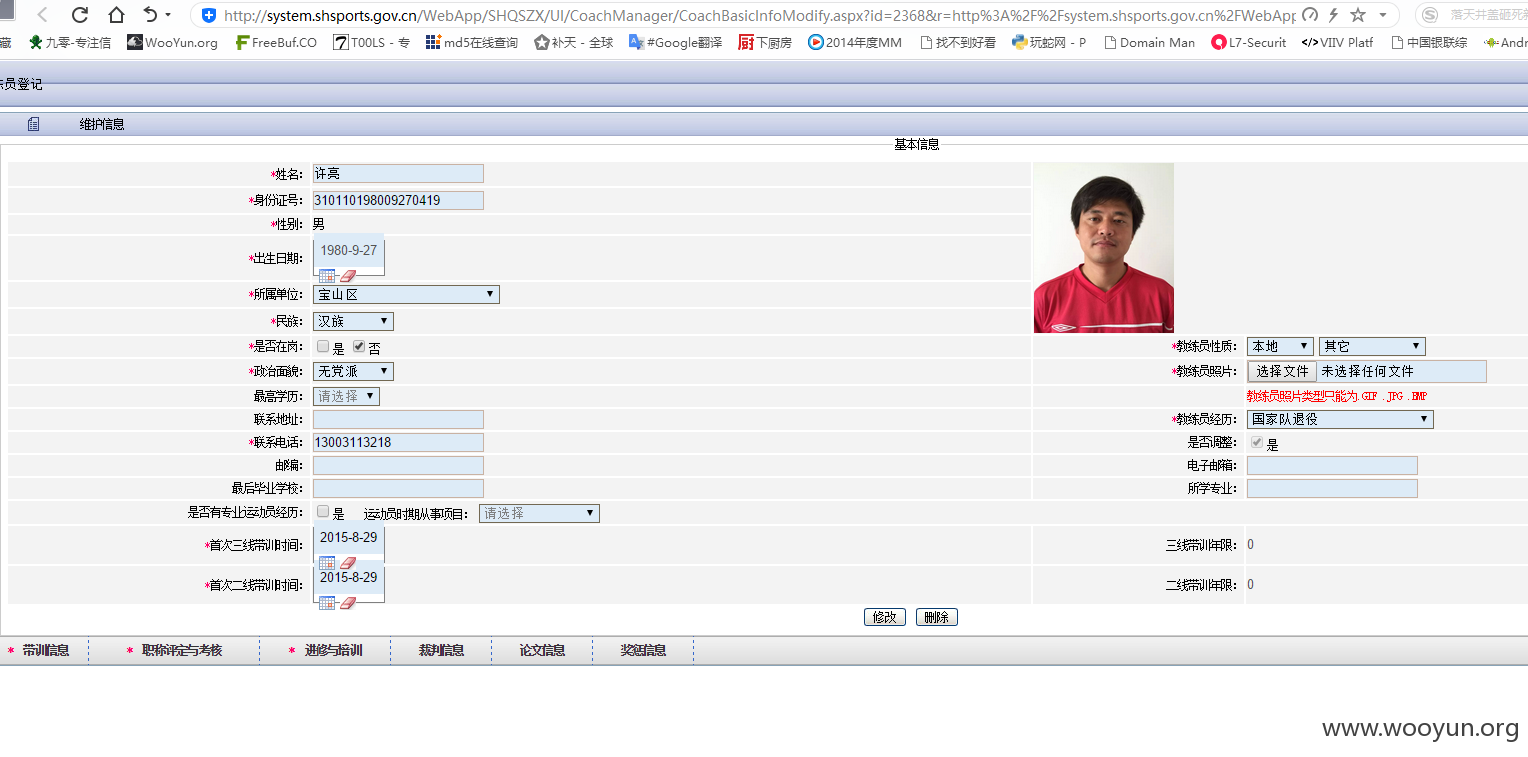 http://system.shsports.gov.cn/WebApp/SHQSZX/UI/CoachManager/CoachBasicInfoModify.aspx?id=2368&r=http%3A%2F%2Fsystem.shsports.gov.cn%2FWebApp 落天井盖砸死
藏 九零-专注信 WooYun.org FreeBuf.CO T00LS - 专 md5在线查询 补天 - 全球 #Google翻译 下厨房 2014年度MM 找不到好看 玩蛇网 - P Domain Man L7-Securit VIIV Platf 中国银联综 Andr
员登记
维护信息
基本信息
*姓名: 许亮
*身份证号: 310110198009270419
*性别: 男
*出生日期: 1980-9-27
*所属单位: 宝山区
*民族: 汉族
*是否在岗: 是 否 *教练员性质: 本地 其它
*政治面貌: 无党派 *教练员照片: 选择文件 未选择任何文件
最高学历: 请选择 教练员照片类型只能为.GIF .JPG .BMP
联系地址: *教练员经历: 国家队退役
*联系电话: 13003113218 是否调整: 是
邮编: 电子邮箱:
最后毕业学校: 所学专业:
是否有专业运动员经历: 是 运动员时期从事项目: 请选择
*首次三线带训时间: 2015-8-29 三线带训年限: 0
*首次二线带训时间: 2015-8-29 二线带训年限: 0
修改 删除
* 带训信息 * 职称评定与考核 * 进修与培训 裁判信息 论文信息 奖惩信息
www.wooyun.org